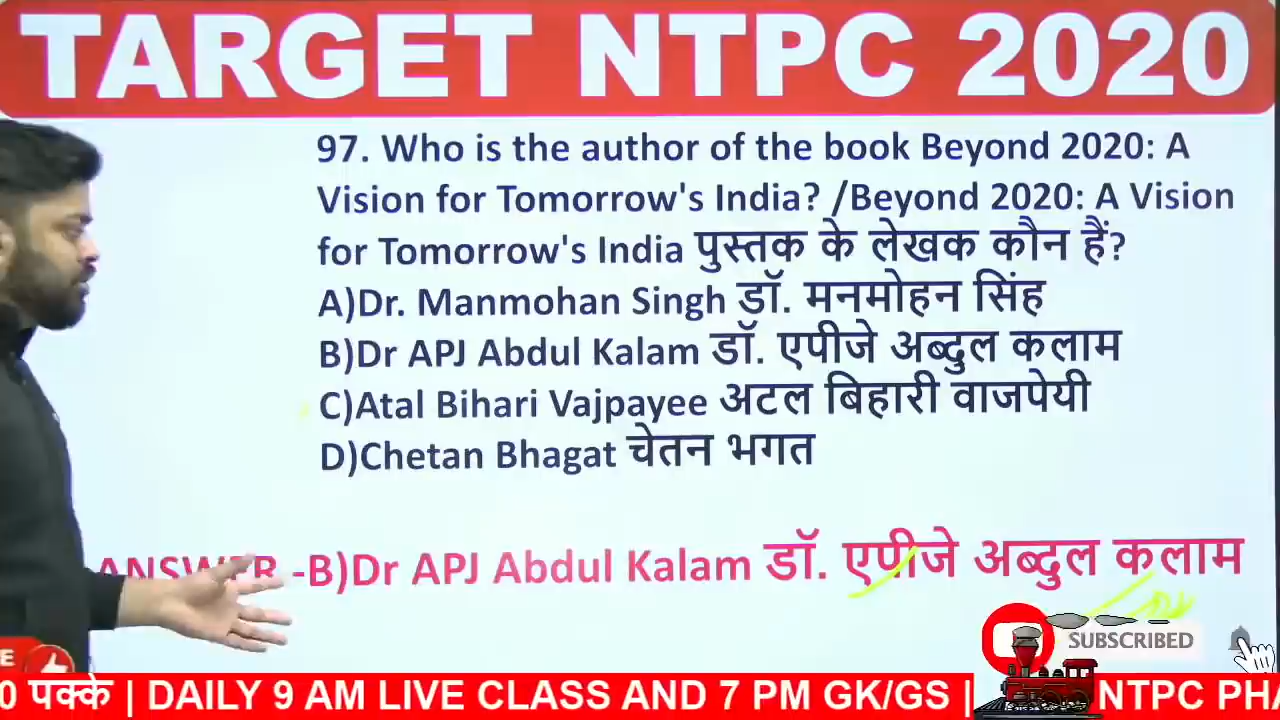 TARGET NTPC 2020
97. Who is the author of the book Beyond 2020: A
Vision for Tomorrow's India? /Beyond 2020: A Vision
for Tomorrow's India पुस्तक के लेखक कौन हैं?
A)Dr. Manmohan Singh डॉ. मनमोहन सिंह
B)Dr APJ Abdul Kalam डॉ. एपीजे अब्दुल कलाम
C)Atal Bihari Vajpayee अटल बिहारी वाजपेयी
D)Chetan Bhagat चेतन भगत
ANSWER -B)Dr APJ Abdul Kalam डॉ. एपीजे अब्दुल कलाम
SUBSCRIBED
0 पक्के | DAILY 9 AM LIVE CLASS AND 7 PM GK/GS | NTPC PHA